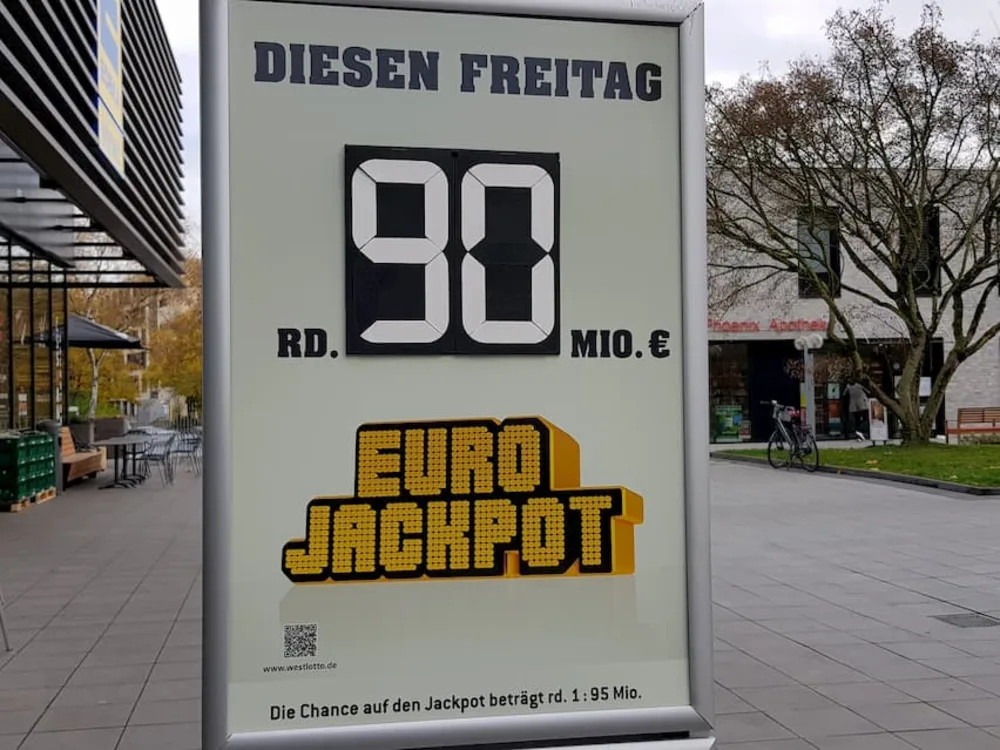 DIESEN FREITAG
RD. 90 MIO. €
EURO
JACKPOT
www.westlotto.de
Die Chance auf den Jackpot beträgt rd. 1:95 Mio.
Phoenix Apotheke